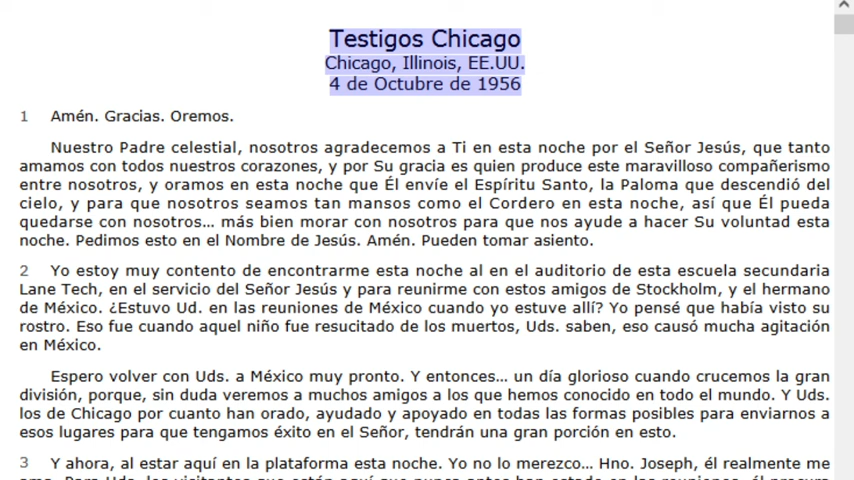 Testigos Chicago
Chicago, Illinois, EE.UU.
4 de Octubre de 1956
1 Amén. Gracias. Oremos.
Nuestro Padre celestial, nosotros agradecemos a Ti en esta noche por el Señor Jesús, que tanto
amamos con todos nuestros corazones, y por Su gracia es quien produce este maravilloso compañerismo
entre nosotros, y oramos en esta noche que Él envíe el Espíritu Santo, la Paloma que descendió del
cielo, y para que nosotros seamos tan mansos como el Cordero en esta noche, así que Él pueda
quedarse con nosotros... más bien morar con nosotros para que nos ayude a hacer Su voluntad esta
noche. Pedimos esto en el Nombre de Jesús. Amén. Pueden tomar asiento.
2 Yo estoy muy contento de encontrarme esta noche al en el auditorio de esta escuela secundaria
Lane Tech, en el servicio del Señor Jesús y para reunirme con estos amigos de Stockholm, y el hermano
de México. ¿Estuvo Ud. en las reuniones de México cuando yo estuve allí? Yo pensé que había visto su
rostro. Eso fue cuando aquel niño fue resucitado de los muertos, Uds. saben, eso causó mucha agitación
en México.
Espero volver con Uds. a México muy pronto. Y entonces... un día glorioso cuando crucemos la gran
división, porque, sin duda veremos a muchos amigos a los que hemos conocido en todo el mundo. Y Uds.
los de Chicago por cuanto han orado, ayudado y apoyado en todas las formas posibles para enviarnos a
esos lugares para que tengamos éxito en el Señor, tendrán una gran porción en esto.
3 Y ahora, al estar aquí en la plataforma esta noche. Yo no lo merezco... Hno. Joseph, él realmente me